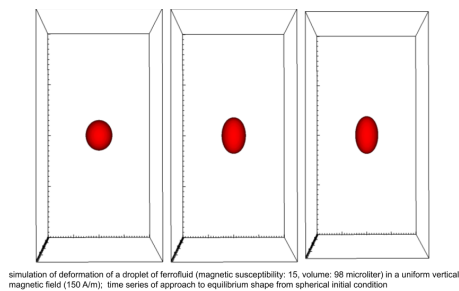 simulation of deformation of a droplet of ferrofluid (magnetic susceptibility: 15, volume: 98 microliter) in a uniform vertical
magnetic field (150 A/m);  time series of approach to equilibrium shape from spherical initial condition